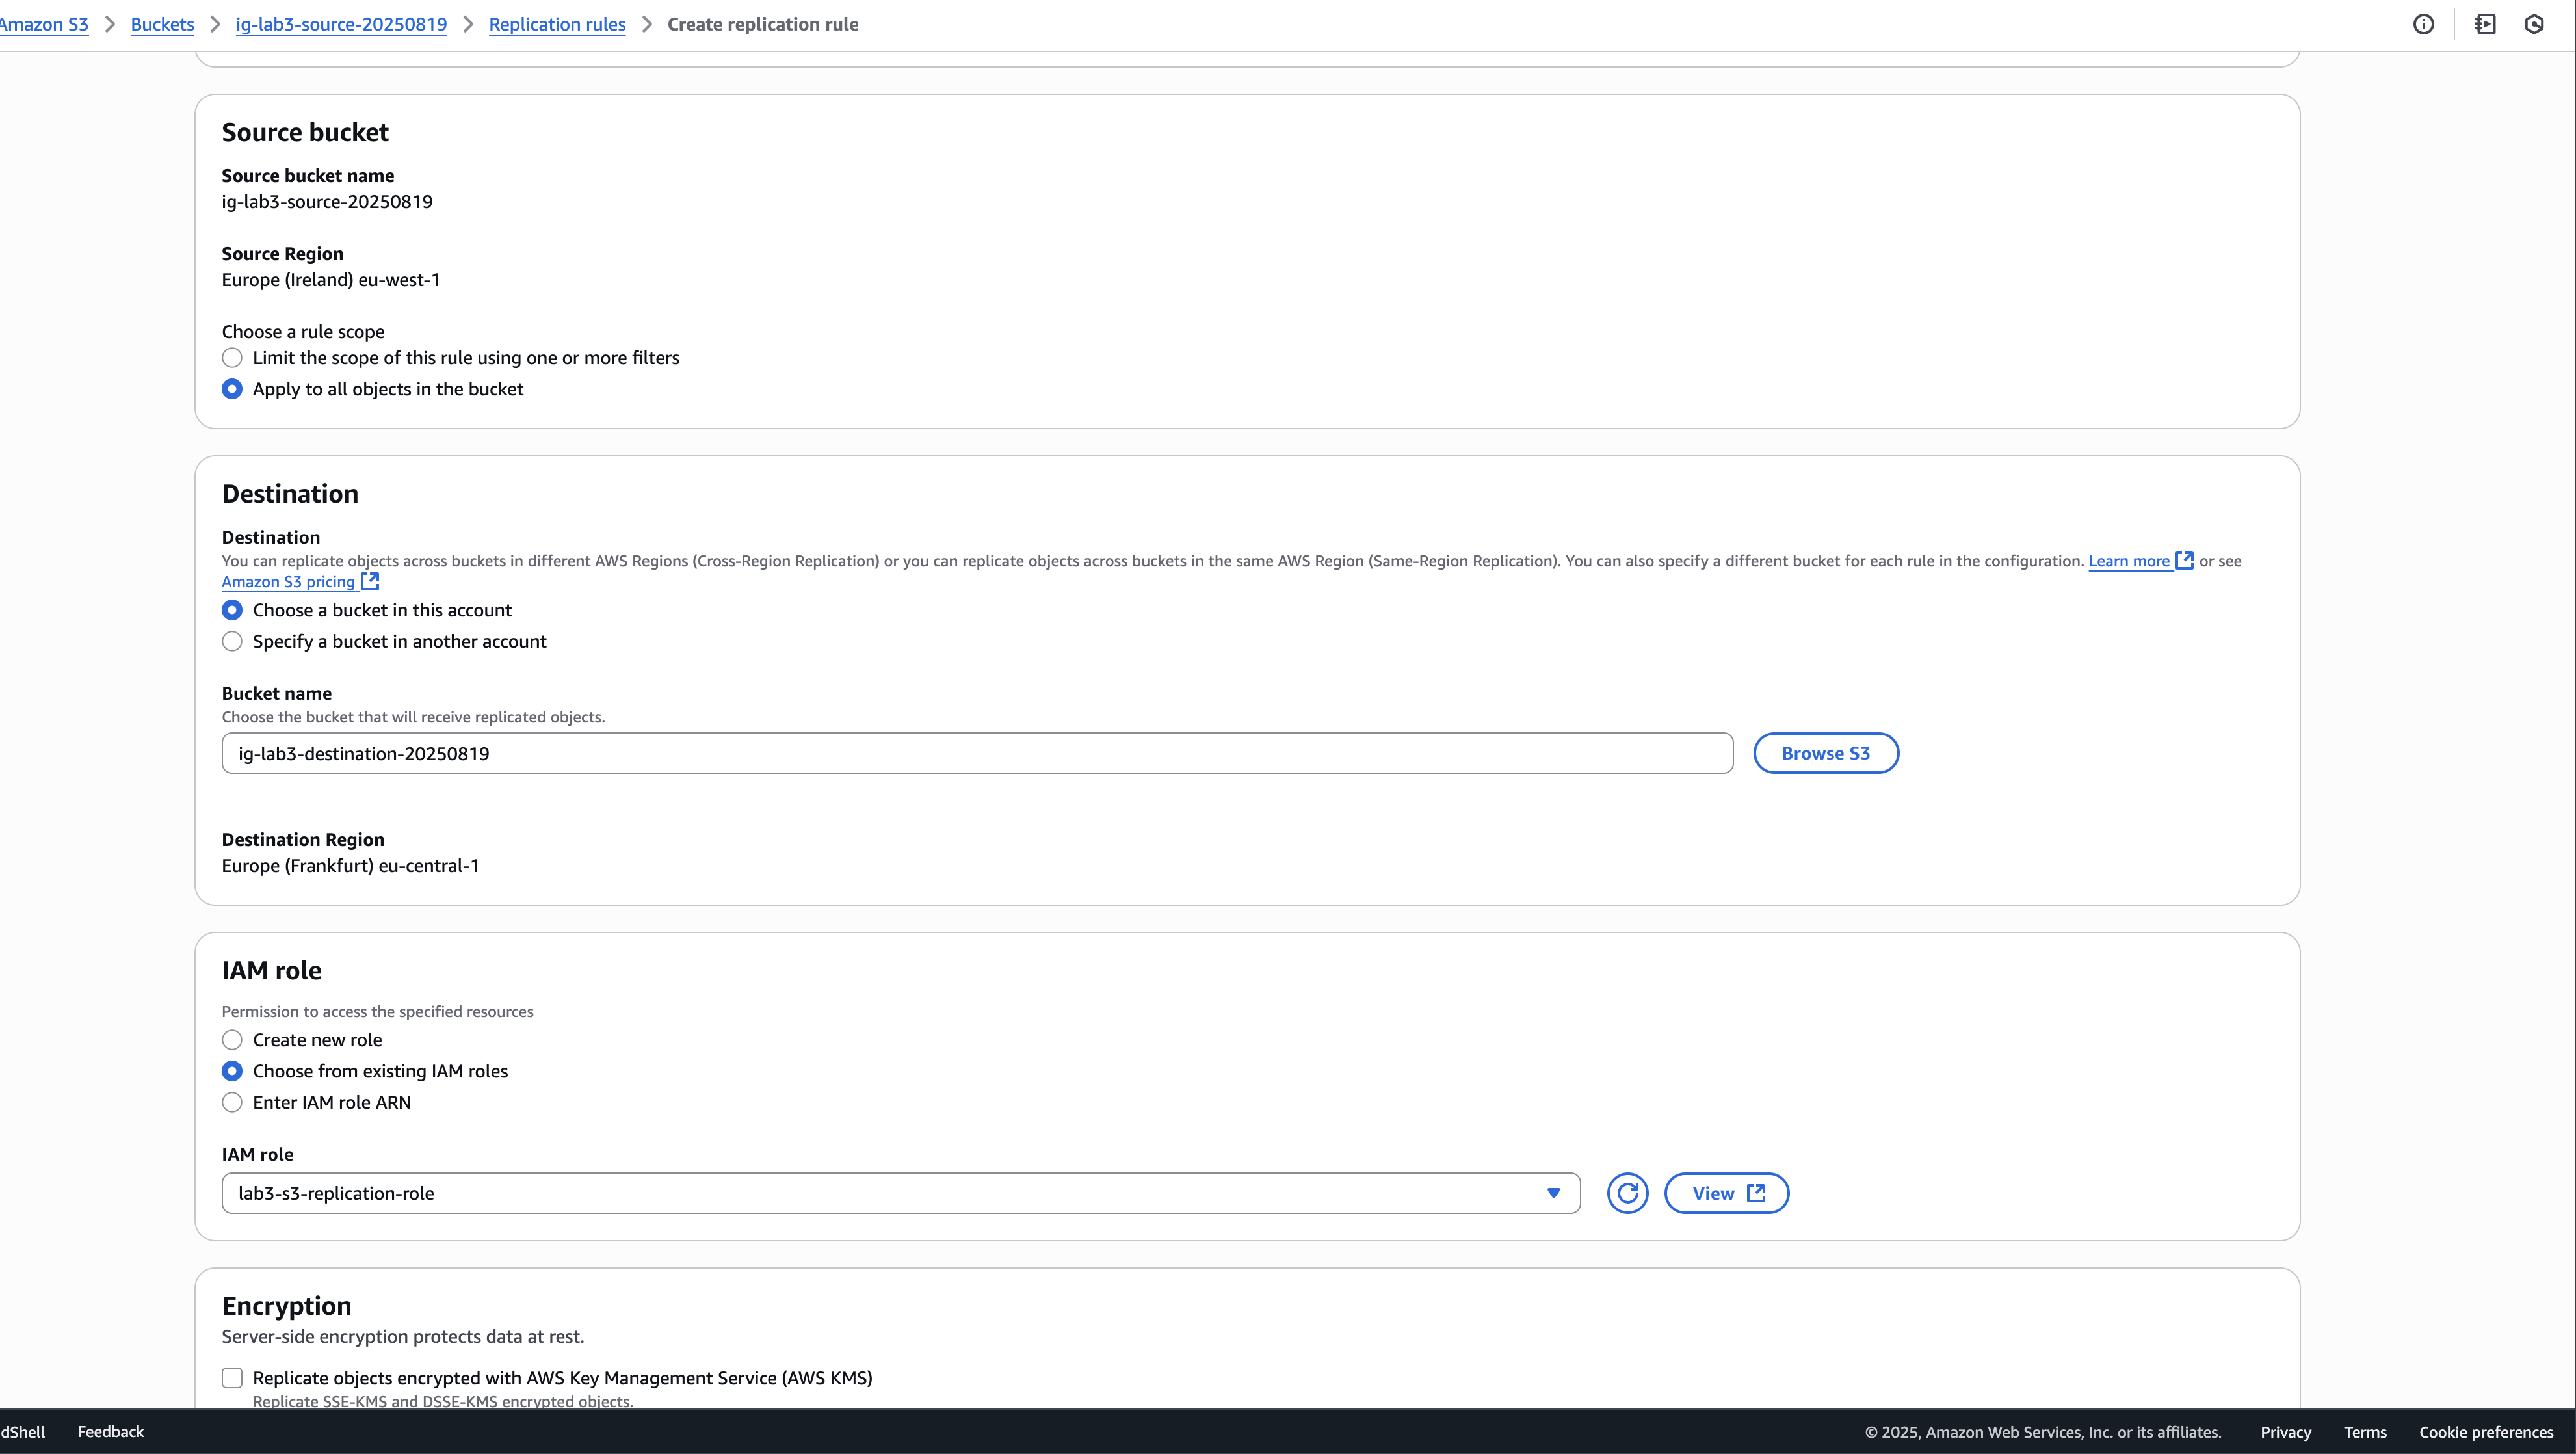 Amazon S3 > Buckets > ig-lab3-source-20250819 > Replication rules > Create replication rule
Source bucket
Source bucket name
ig-lab3-source-20250819
Source Region
Europe (Ireland) eu-west-1
Choose a rule scope
Limit the scope of this rule using one or more filters
Apply to all objects in the bucket
Destination
Destination
You can replicate objects across buckets in different AWS Regions (Cross-Region Replication) or you can replicate objects across buckets in the same AWS Region (Same-Region Replication). You can also specify a different bucket for each rule in the configuration. Learn more or see
Amazon S3 pricing
Choose a bucket in this account
Specify a bucket in another account
Bucket name
Choose the bucket that will receive replicated objects.
ig-lab3-destination-20250819
Browse S3
Destination Region
Europe (Frankfurt) eu-central-1
IAM role
Permission to access the specified resources
Create new role
Choose from existing IAM roles
Enter IAM role ARN
IAM role
lab3-s3-replication-role
View
Encryption
Server-side encryption protects data at rest.
Replicate objects encrypted with AWS Key Management Service (AWS KMS)
Replicate SSE-KMS and DSSE-KMS encrypted objects.
dShell Feedback © 2025, Amazon Web Services, Inc. or its affiliates. Privacy Terms Cookie preferences